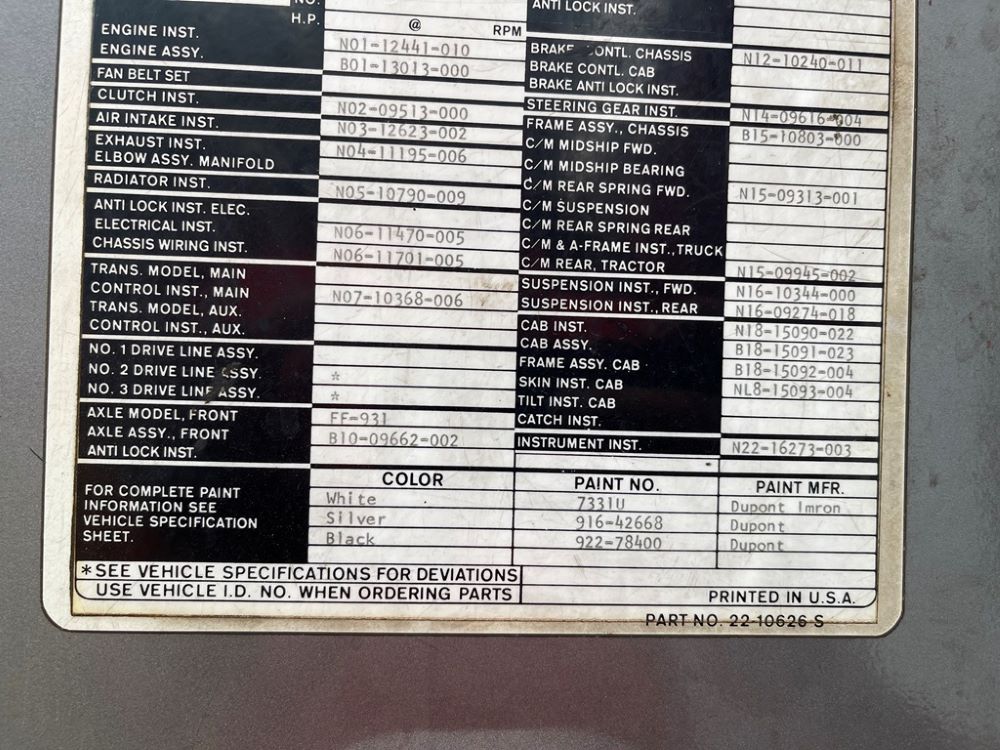 NO.
H.P. @ RPM
ENGINE INST. N01-12441-010
ENGINE ASSY. B01-13013-000
FAN BELT SET
CLUTCH INST. N02-09513-000
AIR INTAKE INST. N03-12623-002
EXHAUST INST. N04-11195-006
ELBOW ASSY. MANIFOLD
RADIATOR INST. N05-10790-009
ANTI LOCK INST. ELEC.
ELECTRICAL INST. N06-11470-005
CHASSIS WIRING INST. N06-11701-005
TRANS. MODEL, MAIN
CONTROL INST., MAIN N07-10368-006
TRANS. MODEL, AUX.
CONTROL INST., AUX.
NO. 1 DRIVE LINE ASSY.
NO. 2 DRIVE LINE ASSY. *
NO. 3 DRIVE LINE ASSY. *
AXLE MODEL, FRONT FF-931
AXLE ASSY., FRONT B10-09662-002
ANTI LOCK INST.
ANTI LOCK INST.
BRAKE CONTL. CHASSIS N12-10240-011
BRAKE CONTL. CAB
BRAKE ANTI LOCK INST.
STEERING GEAR INST. N14-09616-004
FRAME ASSY., CHASSIS B15-10803-000
C/M MIDSHIP FWD.
C/M MIDSHIP BEARING
C/M REAR SPRING FWD. N15-09313-001
C/M SUSPENSION
C/M REAR SPRING REAR
C/M & A-FRAME INST., TRUCK
C/M REAR, TRACTOR N15-09945-002
SUSPENSION INST., FWD. N16-10344-000
SUSPENSION INST., REAR N16-09274-018
CAB INST. N18-15090-022
CAB ASSY. B18-15091-023
FRAME ASSY. CAB B18-15092-004
SKIN INST. CAB NL8-15093-004
TILT INST. CAB
CATCH INST.
INSTRUMENT INST. N22-16273-003
COLOR PAINT NO. PAINT MFR.
FOR COMPLETE PAINT
INFORMATION SEE
VEHICLE SPECIFICATION
SHEET.
White 7331U Dupont Imron
Silver 916-42668 Dupont
Black 922-78400 Dupont
*SEE VEHICLE SPECIFICATIONS FOR DEVIATIONS
USE VEHICLE I.D. NO. WHEN ORDERING PARTS
PRINTED IN U.S.A.
PART NO. 22-10626 S